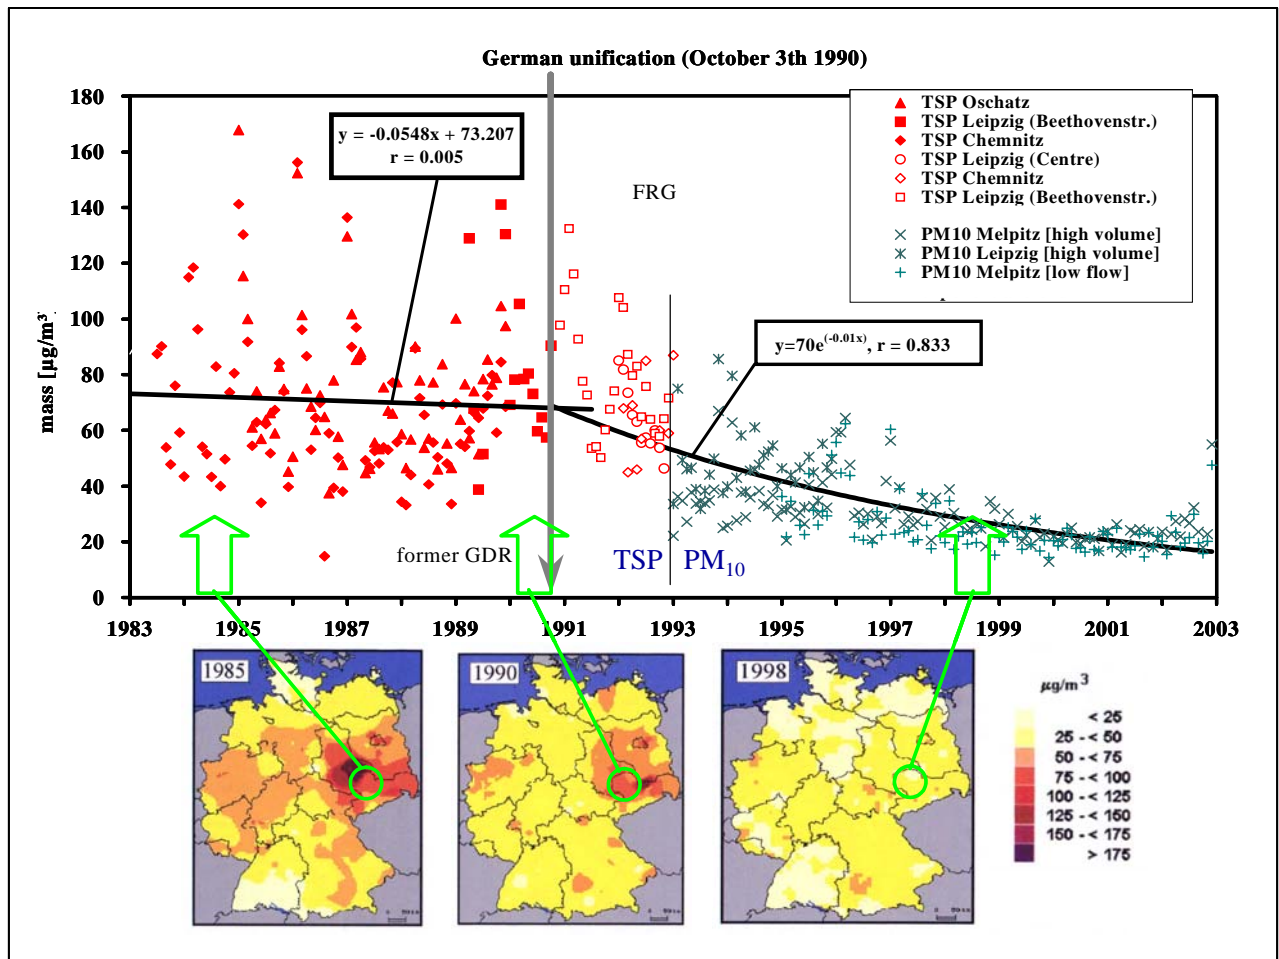 German unification (October 3th 1990)
mass [µg/m³]
180
160
140
120
100
80
60
40
20
0
y = -0.0548x + 73.207
r = 0.005
FRG
TSP Oschatz
TSP Leipzig (Beethovenstr.)
TSP Chemnitz
TSP Leipzig (Centre)
TSP Chemnitz
TSP Leipzig (Beethovenstr.)
PM10 Melpitz [high volume]
PM10 Leipzig [high volume]
PM10 Melpitz [low flow]
y=70e(-0.01x), r = 0.833
former GDR
TSP
PM10
1983
1985
1987
1989
1991
1993
1995
1997
1999
2001
2003
1985
1990
1998
µg/m³
< 25
25 - < 50
50 - < 75
75 - < 100
100 - < 125
125 - < 150
150 - < 175
> 175